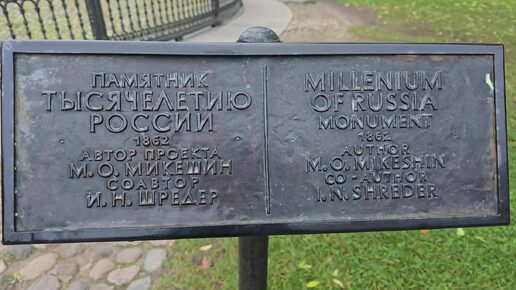 ПАМЯТНИК
ТЫСЯЧЕЛЕТИЮ
РОССИИ
1862
АВТОР ПРОЕКТА
М.О. МИКЕШИН
СОАВТОР
И.Н. ШРЕДЕР
MILLENIUM
OF RUSSIA
MONUMENT
1862
AUTHOR
M.O. MIKESHIN
CO-AUTHOR
I.N. SHREDER